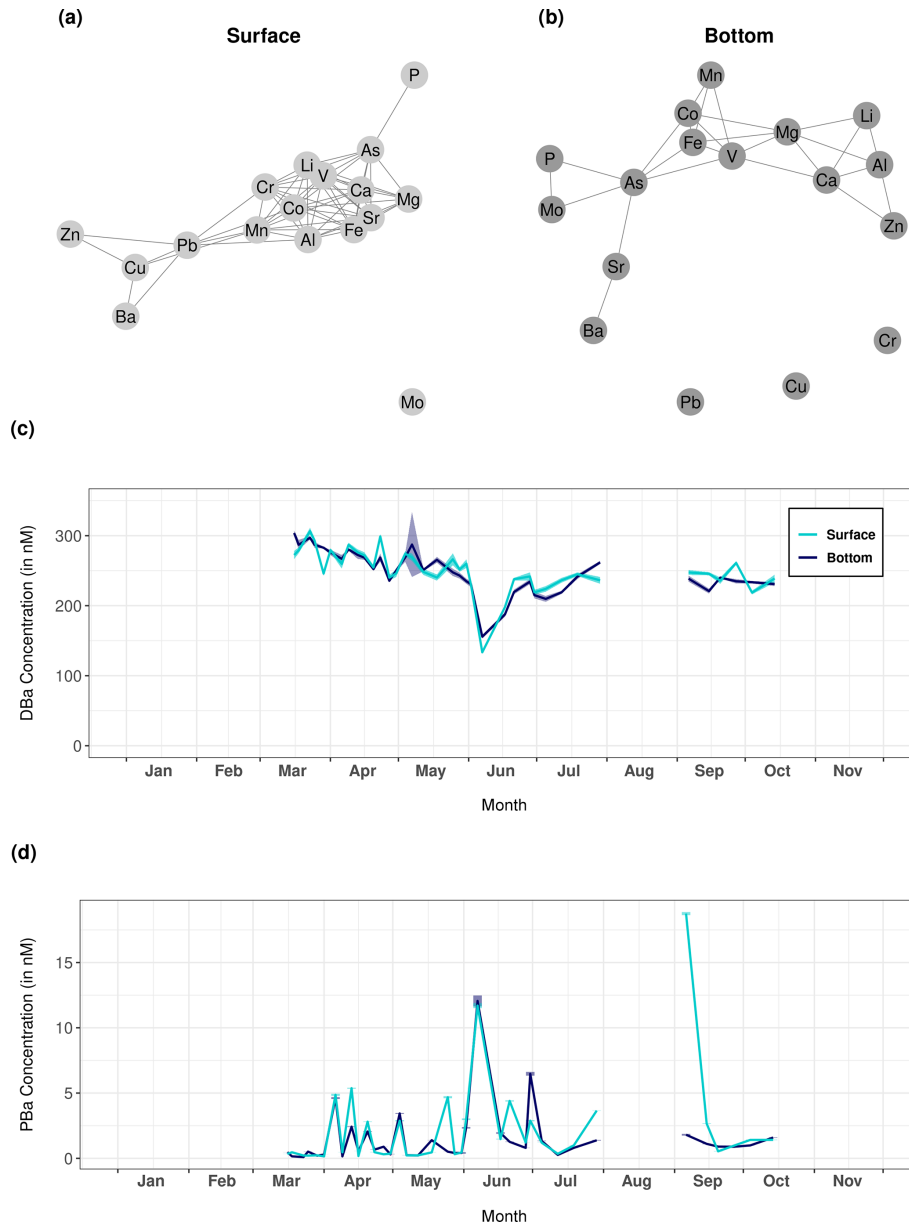 (a)
Surface
P
As
Li
V
Cr
Ca
Mg
Co
Sr
Mn
Fe
Al
Zn
Pb
Cu
Ba
Mo
(b)
Bottom
Mn
Co
Li
Mg
Fe
V
P
Al
As
Ca
Mo
Zn
Sr
Ba
Cr
Cu
Pb
(c)
DBa Concentration (in nM)
300
200
100
0
Surface
Bottom
Jan Feb Mar Apr May Jun Jul Aug Sep Oct Nov
Month
(d)
PBa Concentration (in nM)
15
10
5
0
Jan Feb Mar Apr May Jun Jul Aug Sep Oct Nov
Month